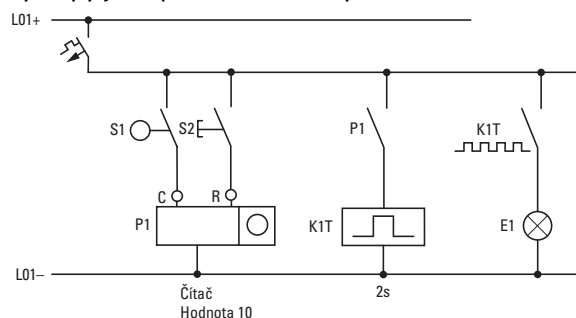 L01+
S1
S2
P1
K1T
C
R
P1
K1T
E1
L01–
Čítač
Hodnota 10
2s